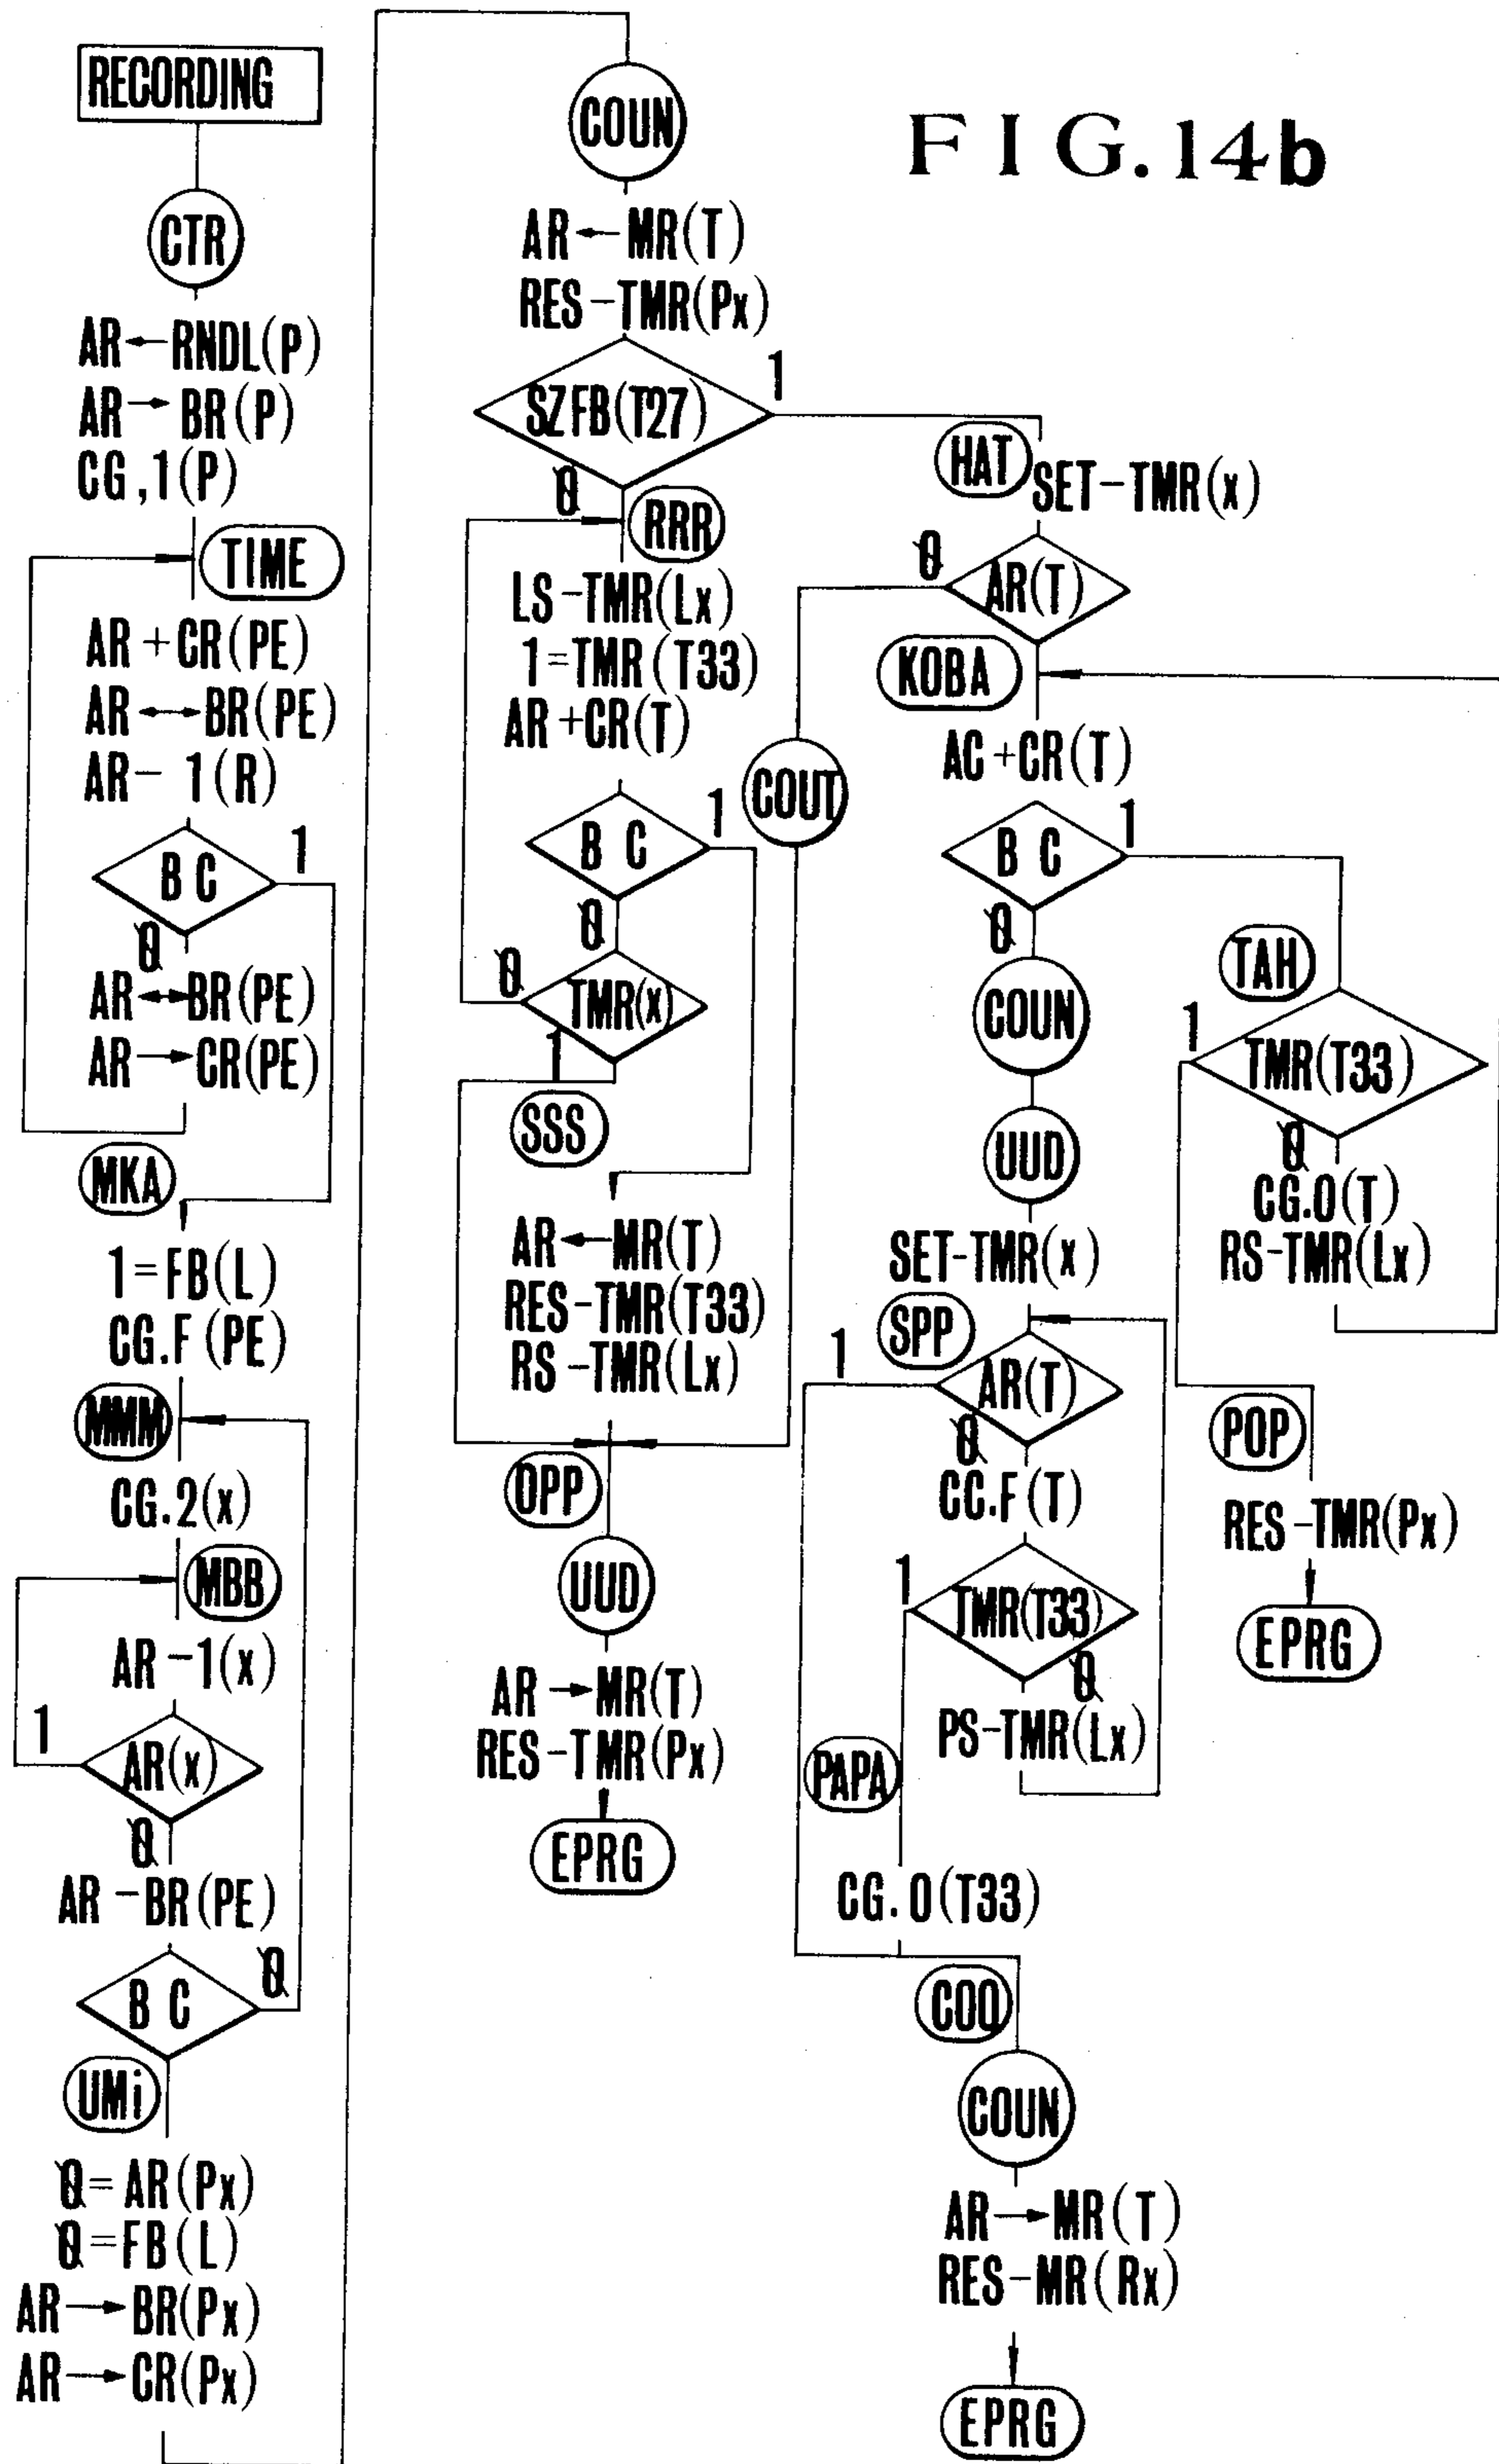 FIG.14b
RECORDING
CTR
AR←RNDL(P)
AR→BR(P)
CG,1(P)
TIME
AR+CR(PE)
AR↔BR(PE)
AR-1(R)
BC
1
0
AR↔BR(PE)
AR→CR(PE)
MKA
1=FB(L)
CG.F(PE)
MMM
CG.2(x)
MBB
AR-1(x)
1
AR(x)
0
AR-BR(PE)
BC
0
UMi
0=AR(Px)
0=FB(L)
AR→BR(Px)
AR→CR(Px)
COUN
AR←MR(T)
RES-TMR(Px)
SZFB(T27)
1
0
RRR
LS-TMR(Lx)
1=TMR(T33)
AR+CR(T)
BC
1
0
0
TMR(x)
1
SSS
AR←MR(T)
RES-TMR(T33)
RS-TMR(Lx)
OPP
UUD
AR→MR(T)
RES-TMR(Px)
EPRG
HAT
SET-TMR(x)
0
AR(T)
KOBA
COUT
AC+CR(T)
BC
1
0
COUN
UUD
SET-TMR(x)
SPP
1
AR(T)
0
CC.F(T)
1
TMR(T33)
0
PS-TMR(Lx)
PAPA
CG.0(T33)
COQ
COUN
AR→MR(T)
RES-MR(Rx)
EPRG
TAH
1
TMR(T33)
0
CG.0(T)
RS-TMR(Lx)
POP
RES-TMR(Px)
EPRG